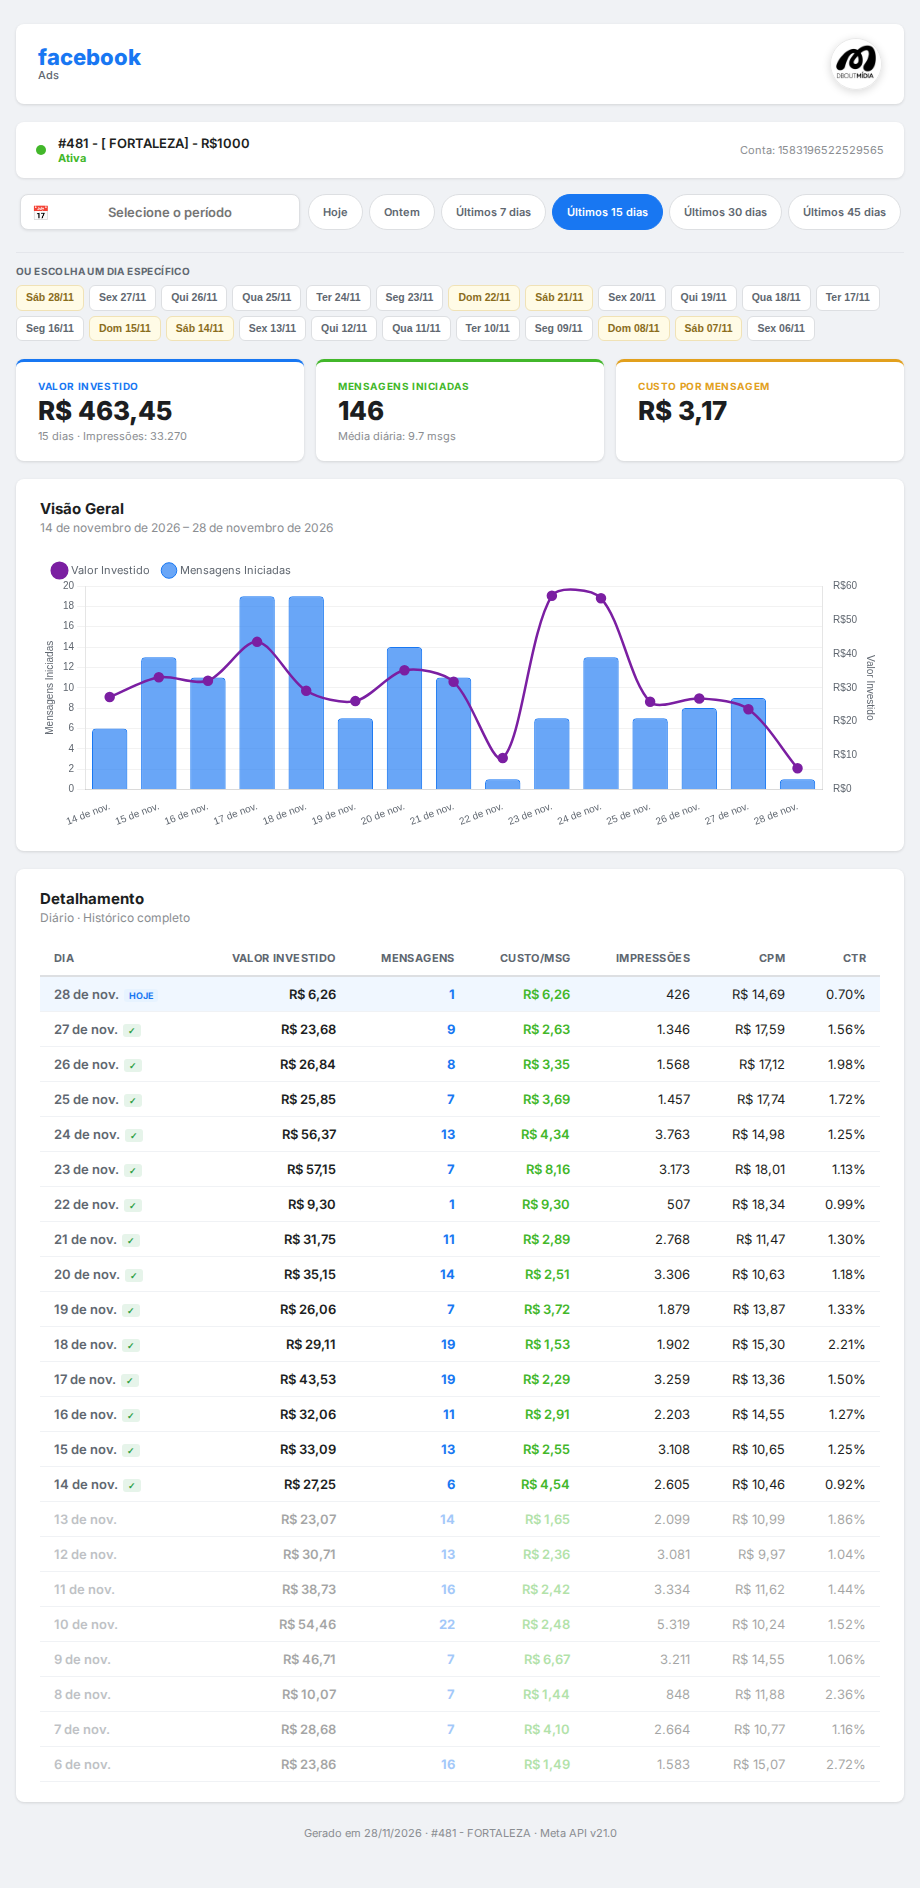 facebook
Ads
DBOUTMÍDIA
#481 - [ FORTALEZA] - R$1000
Ativa
Conta: 1583196522529565
Selecione o período
Hoje
Ontem
Últimos 7 dias
Últimos 15 dias
Últimos 30 dias
Últimos 45 dias
OU ESCOLHA UM DIA ESPECÍFICO
Sáb 28/11 Sex 27/11 Qui 26/11 Qua 25/11 Ter 24/11 Seg 23/11 Dom 22/11 Sáb 21/11 Sex 20/11 Qui 19/11 Qua 18/11 Ter 17/11
Seg 16/11 Dom 15/11 Sáb 14/11 Sex 13/11 Qui 12/11 Qua 11/11 Ter 10/11 Seg 09/11 Dom 08/11 Sáb 07/11 Sex 06/11
VALOR INVESTIDO
R$ 463,45
15 dias · Impressões: 33.270
MENSAGENS INICIADAS
146
Média diária: 9.7 msgs
CUSTO POR MENSAGEM
R$ 3,17
Visão Geral
14 de novembro de 2026 – 28 de novembro de 2026
Valor Investido Mensagens Iniciadas
Mensagens Iniciadas
20
18
16
14
12
10
8
6
4
2
0
R$60
R$50
R$40
R$30
R$20
R$10
R$0
Valor Investido
14 de nov. 15 de nov. 16 de nov. 17 de nov. 18 de nov. 19 de nov. 20 de nov. 21 de nov. 22 de nov. 23 de nov. 24 de nov. 25 de nov. 26 de nov. 27 de nov. 28 de nov.
Detalhamento
Diário · Histórico completo
DIA VALOR INVESTIDO MENSAGENS CUSTO/MSG IMPRESSÕES CPM CTR
28 de nov. HOJE R$ 6,26 1 R$ 6,26 426 R$ 14,69 0.70%
27 de nov. ✓ R$ 23,68 9 R$ 2,63 1.346 R$ 17,59 1.56%
26 de nov. ✓ R$ 26,84 8 R$ 3,35 1.568 R$ 17,12 1.98%
25 de nov. ✓ R$ 25,85 7 R$ 3,69 1.457 R$ 17,74 1.72%
24 de nov. ✓ R$ 56,37 13 R$ 4,34 3.763 R$ 14,98 1.25%
23 de nov. ✓ R$ 57,15 7 R$ 8,16 3.173 R$ 18,01 1.13%
22 de nov. ✓ R$ 9,30 1 R$ 9,30 507 R$ 18,34 0.99%
21 de nov. ✓ R$ 31,75 11 R$ 2,89 2.768 R$ 11,47 1.30%
20 de nov. ✓ R$ 35,15 14 R$ 2,51 3.306 R$ 10,63 1.18%
19 de nov. ✓ R$ 26,06 7 R$ 3,72 1.879 R$ 13,87 1.33%
18 de nov. ✓ R$ 29,11 19 R$ 1,53 1.902 R$ 15,30 2.21%
17 de nov. ✓ R$ 43,53 19 R$ 2,29 3.259 R$ 13,36 1.50%
16 de nov. ✓ R$ 32,06 11 R$ 2,91 2.203 R$ 14,55 1.27%
15 de nov. ✓ R$ 33,09 13 R$ 2,55 3.108 R$ 10,65 1.25%
14 de nov. ✓ R$ 27,25 6 R$ 4,54 2.605 R$ 10,46 0.92%
13 de nov. R$ 23,07 14 R$ 1,65 2.099 R$ 10,99 1.86%
12 de nov. R$ 30,71 13 R$ 2,36 3.081 R$ 9,97 1.04%
11 de nov. R$ 38,73 16 R$ 2,42 3.334 R$ 11,62 1.44%
10 de nov. R$ 54,46 22 R$ 2,48 5.319 R$ 10,24 1.52%
9 de nov. R$ 46,71 7 R$ 6,67 3.211 R$ 14,55 1.06%
8 de nov. R$ 10,07 7 R$ 1,44 848 R$ 11,88 2.36%
7 de nov. R$ 28,68 7 R$ 4,10 2.664 R$ 10,77 1.16%
6 de nov. R$ 23,86 16 R$ 1,49 1.583 R$ 15,07 2.72%
Gerado em 28/11/2026 · #481 - FORTALEZA · Meta API v21.0